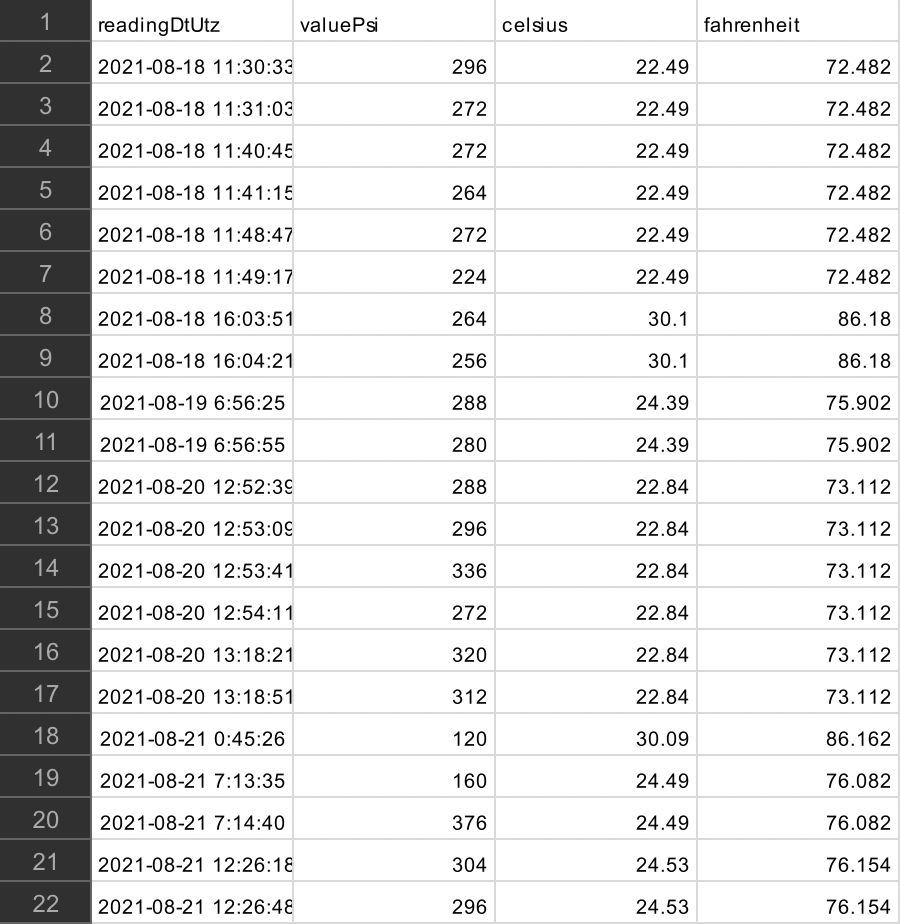 1 readingDtUtz valuePsi celsius fahrenheit
2 2021-08-18 11:30:33 296 22.49 72.482
3 2021-08-18 11:31:03 272 22.49 72.482
4 2021-08-18 11:40:45 272 22.49 72.482
5 2021-08-18 11:41:15 264 22.49 72.482
6 2021-08-18 11:48:47 272 22.49 72.482
7 2021-08-18 11:49:17 224 22.49 72.482
8 2021-08-18 16:03:51 264 30.1 86.18
9 2021-08-18 16:04:21 256 30.1 86.18
10 2021-08-19 6:56:25 288 24.39 75.902
11 2021-08-19 6:56:55 280 24.39 75.902
12 2021-08-20 12:52:39 288 22.84 73.112
13 2021-08-20 12:53:09 296 22.84 73.112
14 2021-08-20 12:53:41 336 22.84 73.112
15 2021-08-20 12:54:11 272 22.84 73.112
16 2021-08-20 13:18:21 320 22.84 73.112
17 2021-08-20 13:18:51 312 22.84 73.112
18 2021-08-21 0:45:26 120 30.09 86.162
19 2021-08-21 7:13:35 160 24.49 76.082
20 2021-08-21 7:14:40 376 24.49 76.082
21 2021-08-21 12:26:18 304 24.53 76.154
22 2021-08-21 12:26:48 296 24.53 76.154